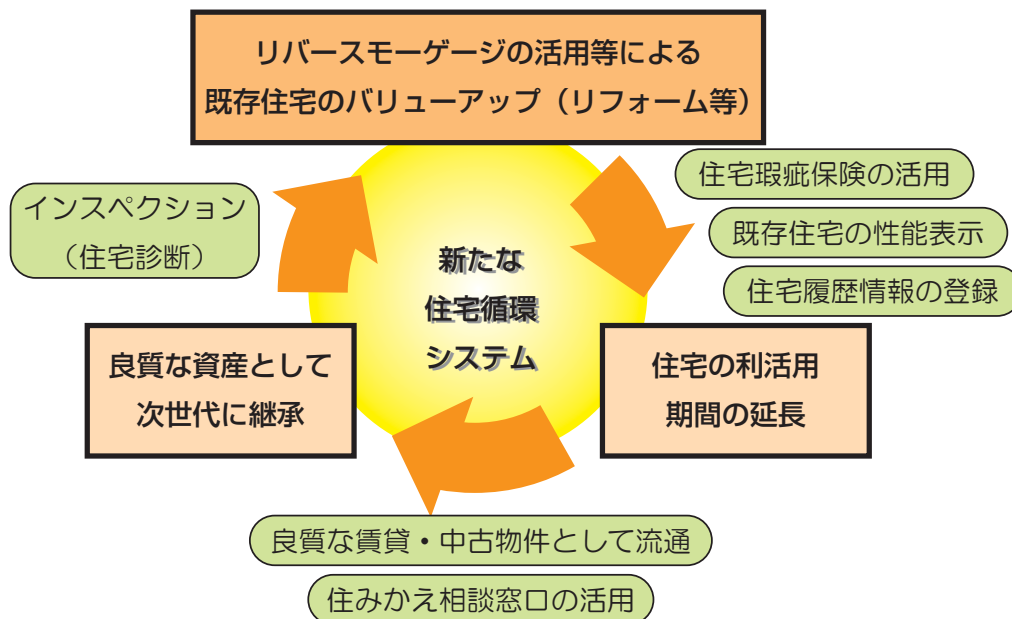 リバースモーゲージの活用等による
既存住宅のバリューアップ（リフォーム等）
住宅瑕疵保険の活用
既存住宅の性能表示
住宅履歴情報の登録
インスペクション
（住宅診断）
新たな
住宅循環
システム
良質な資産として
次世代に継承
住宅の利活用
期間の延長
良質な賃貸・中古物件として流通
住みかえ相談窓口の活用